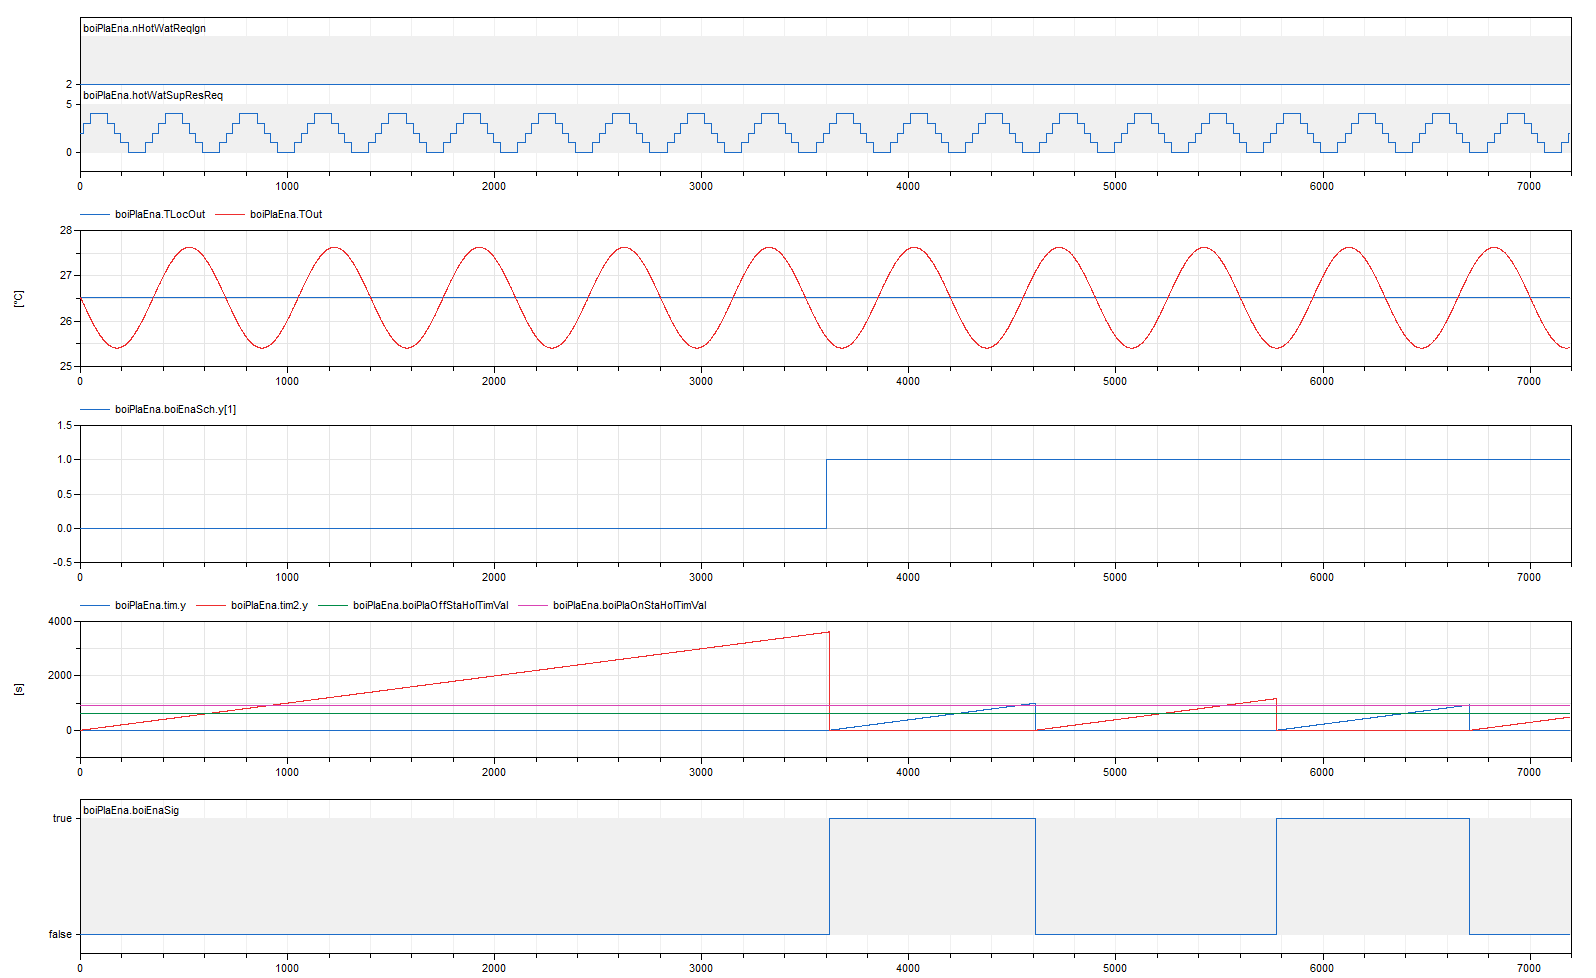 boiPlaEna.nHotWatReqIgn
2
boiPlaEna.hotWatSupResReq
5
0
0 1000 2000 3000 4000 5000 6000 7000
boiPlaEna.TLocOut boiPlaEna.TOut
28
27
[°C]
26
25
0 1000 2000 3000 4000 5000 6000 7000
boiPlaEna.boiEnaSch.y[1]
1.5
1.0
0.5
0.0
-0.5
0 1000 2000 3000 4000 5000 6000 7000
boiPlaEna.tim.y boiPlaEna.tim2.y boiPlaEna.boiPlaOffStaHolTimVal boiPlaEna.boiPlaOnStaHolTimVal
4000
2000
[s]
0
0 1000 2000 3000 4000 5000 6000 7000
boiPlaEna.boiEnaSig
true
false
0 1000 2000 3000 4000 5000 6000 7000